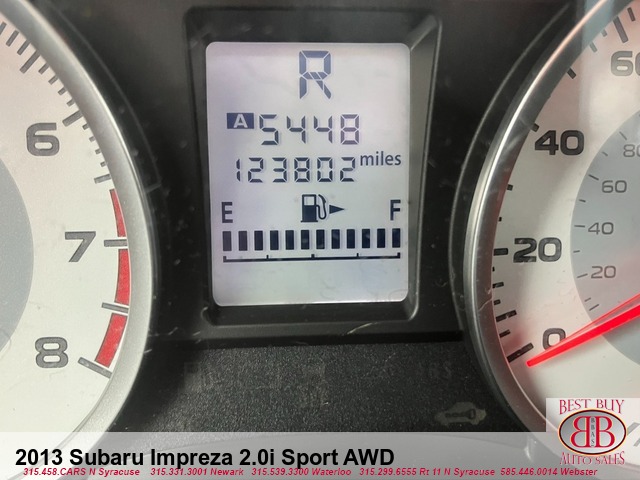 R
A 5448
123802 miles
E F
6
7
8
60
40
20
0
80
60
40
20
BEST BUY
BB
AUTO SALES
2013 Subaru Impreza 2.0i Sport AWD
315.458.CARS N Syracuse 315.331.3001 Newark 315.539.3300 Waterloo 315.299.6555 Rt 11 N Syracuse 585.446.0014 Webster